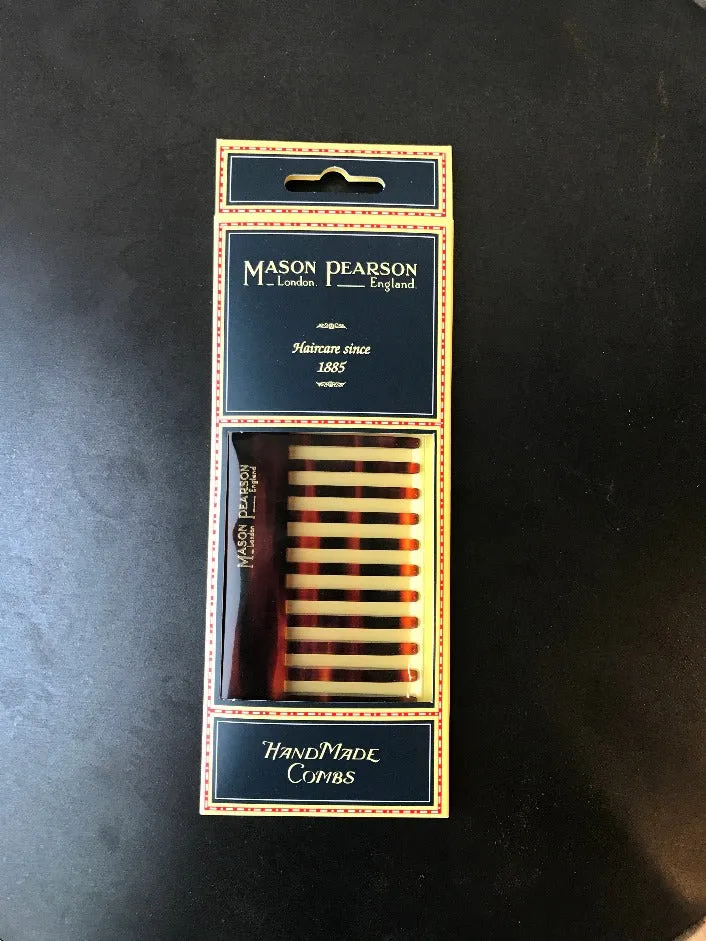 MASON PEARSON
London. England.
Haircare since
1885
MASON PEARSON
London England
HANDMADE
COMBS